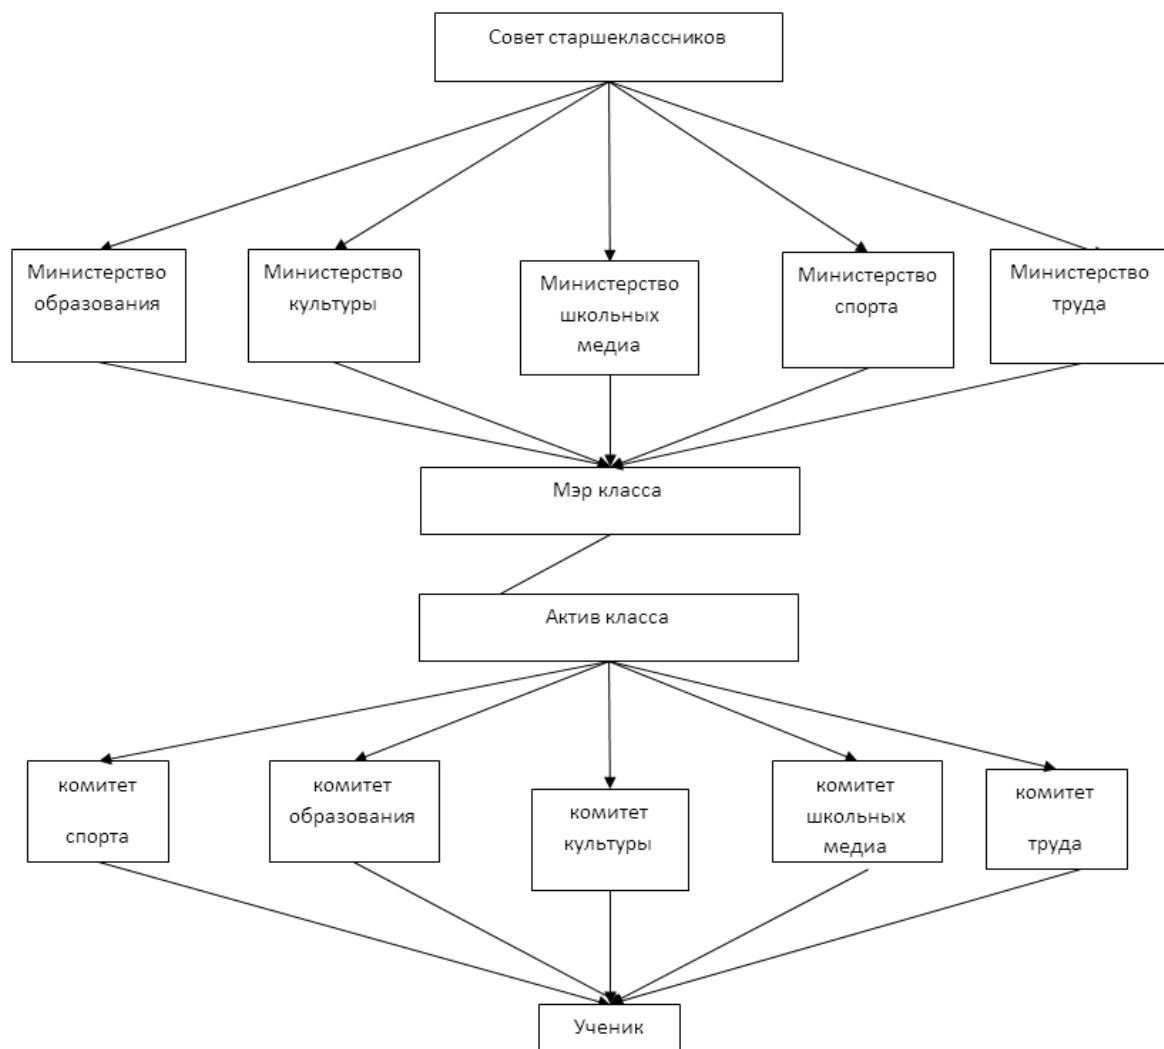 Совет старшеклассников
Министерство
образования
Министерство
культуры
Министерство
школьных
медиа
Министерство
спорта
Министерство
труда
Мэр класса
Актив класса
комитет
спорта
комитет
образования
комитет
культуры
комитет
школьных
медиа
комитет
труда
Ученик